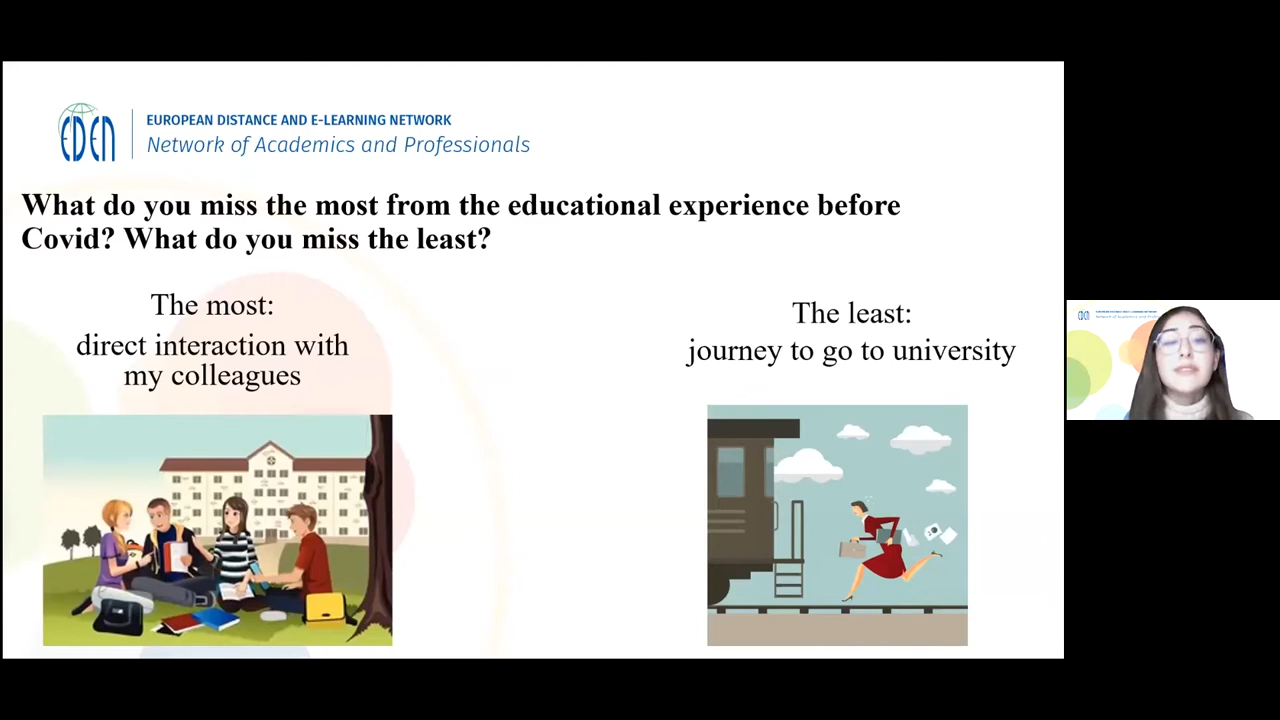 EDEN
EUROPEAN DISTANCE AND E-LEARNING NETWORK
Network of Academics and Professionals
What do you miss the most from the educational experience before
Covid? What do you miss the least?
The most:
direct interaction with
my colleagues
The least:
journey to go to university
EDEN